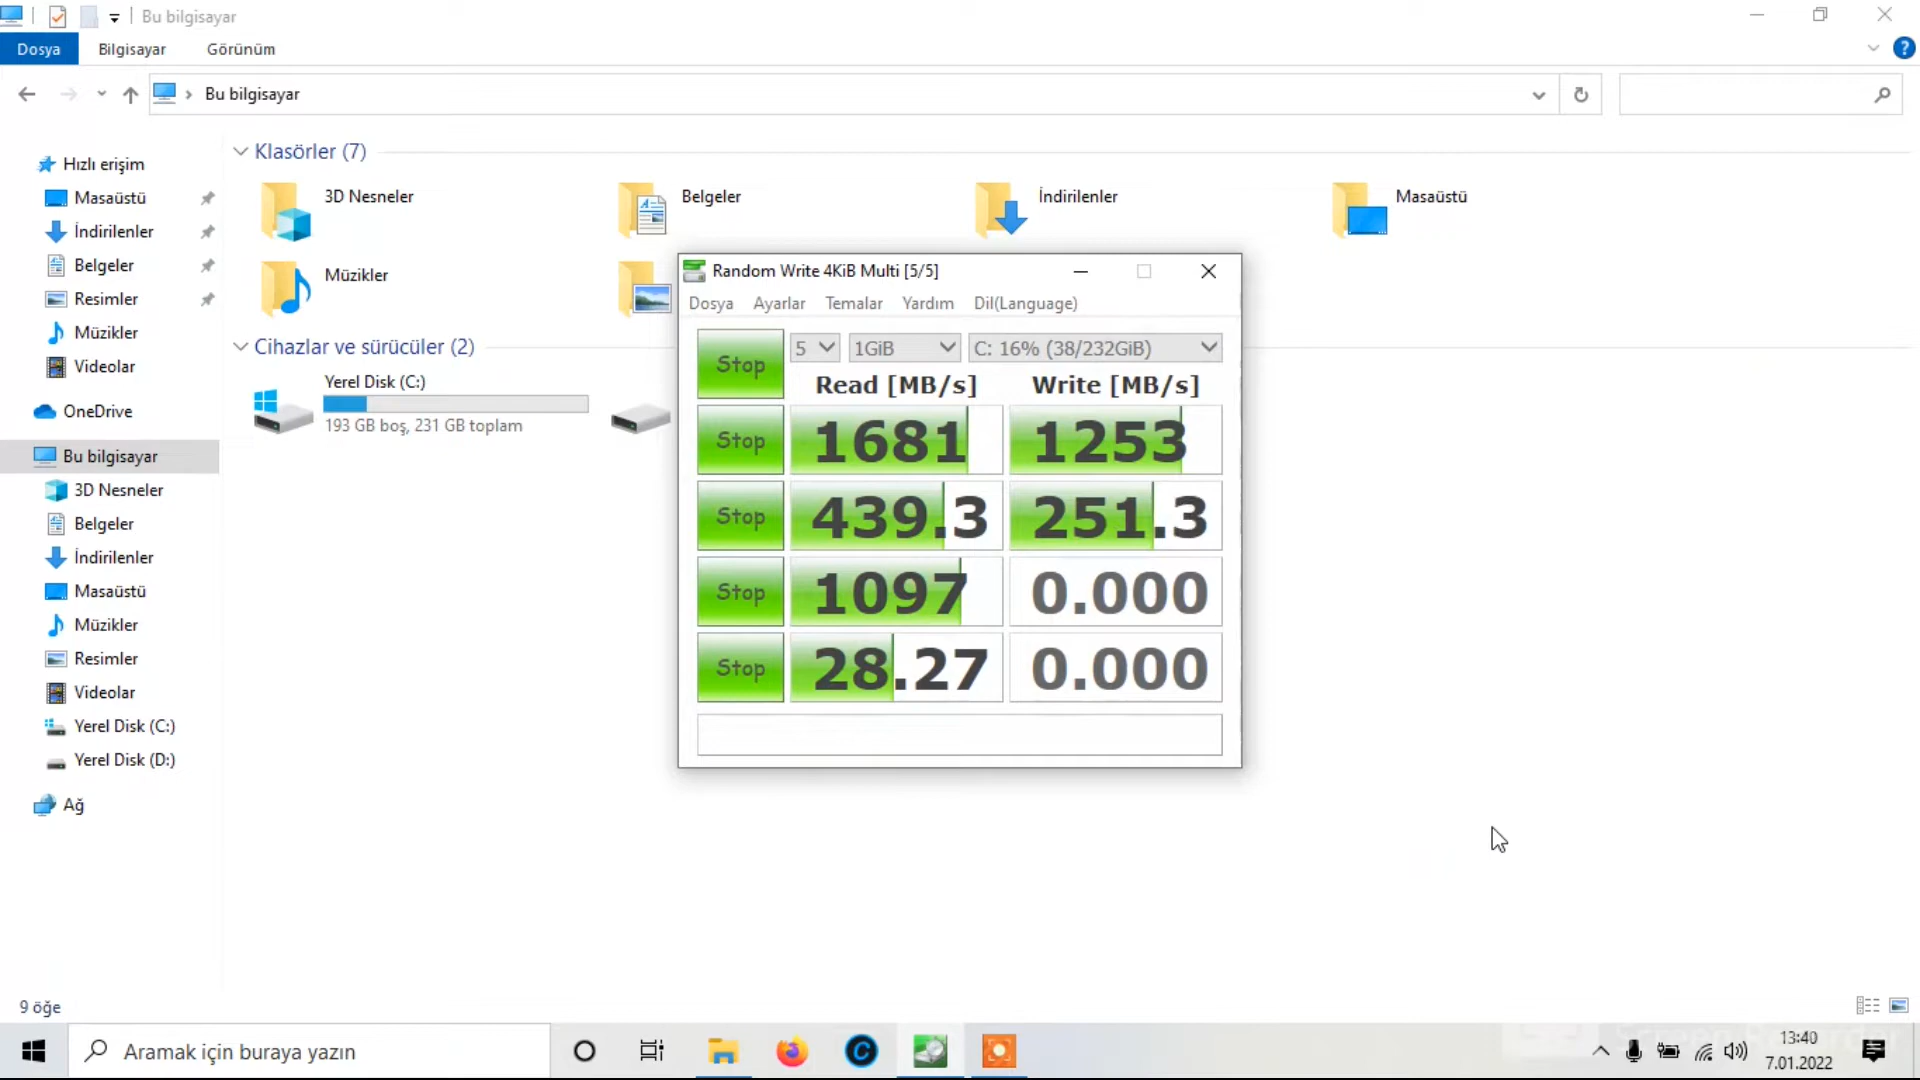 Bu bilgisayar
Dosya
Bilgisayar
Görünüm
Bu bilgisayar
Hızlı erişim
Masaüstü
İndirilenler
Belgeler
Resimler
Müzikler
Videolar
OneDrive
Bu bilgisayar
3D Nesneler
Belgeler
İndirilenler
Masaüstü
Müzikler
Resimler
Videolar
Yerel Disk (C:)
Yerel Disk (D:)
Ağ
Klasörler (7)
3D Nesneler
Belgeler
İndirilenler
Masaüstü
Müzikler
Cihazlar ve sürücüler (2)
Yerel Disk (C:)
193 GB boş, 231 GB toplam
Random Write 4KiB Multi [5/5]
Dosya Ayarlar Temalar Yardım Dil(Language)
Stop 5 1GiB C: 16% (38/232GiB)
Read [MB/s] Write [MB/s]
Stop 1681 1253
Stop 439.3 251.3
Stop 1097 0.000
Stop 28.27 0.000
9 öğe
Aramak için buraya yazın
13:40
7.01.2022